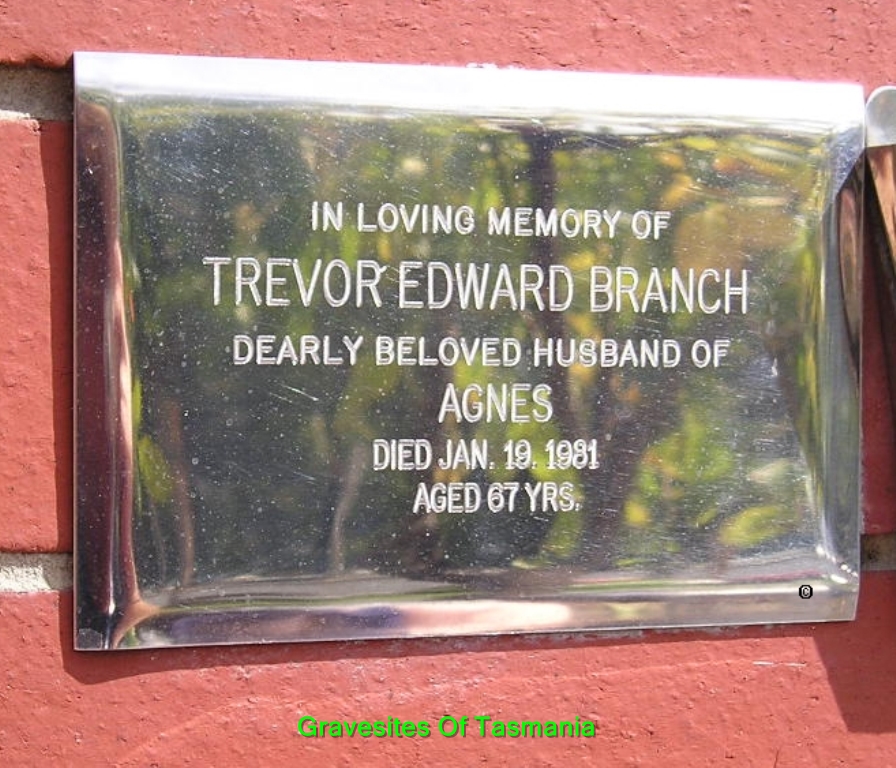 IN LOVING MEMORY OF
TREVOR EDWARD BRANCH
DEARLY BELOVED HUSBAND OF
AGNES
DIED JAN. 19. 1981
AGED 67 YRS.
©
Gravesites Of Tasmania